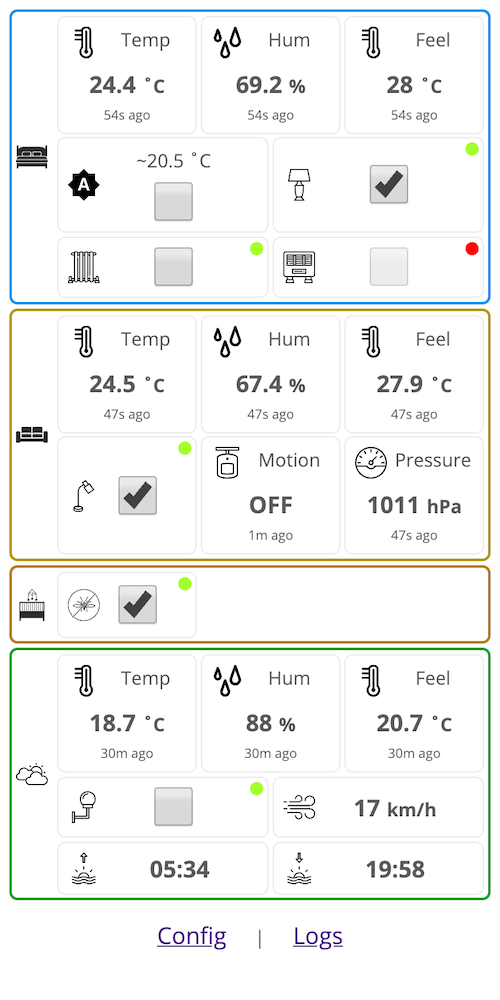 Temp Hum Feel
24.4 ˚C 69.2 % 28 ˚C
54s ago 54s ago 54s ago
A ~20.5 ˚C
Temp Hum Feel
24.5 ˚C 67.4 % 27.9 ˚C
47s ago 47s ago 47s ago
Motion Pressure
OFF 1011 hPa
1m ago 47s ago
Temp Hum Feel
18.7 ˚C 88 % 20.7 ˚C
30m ago 30m ago 30m ago
17 km/h
05:34 19:58
Config | Logs